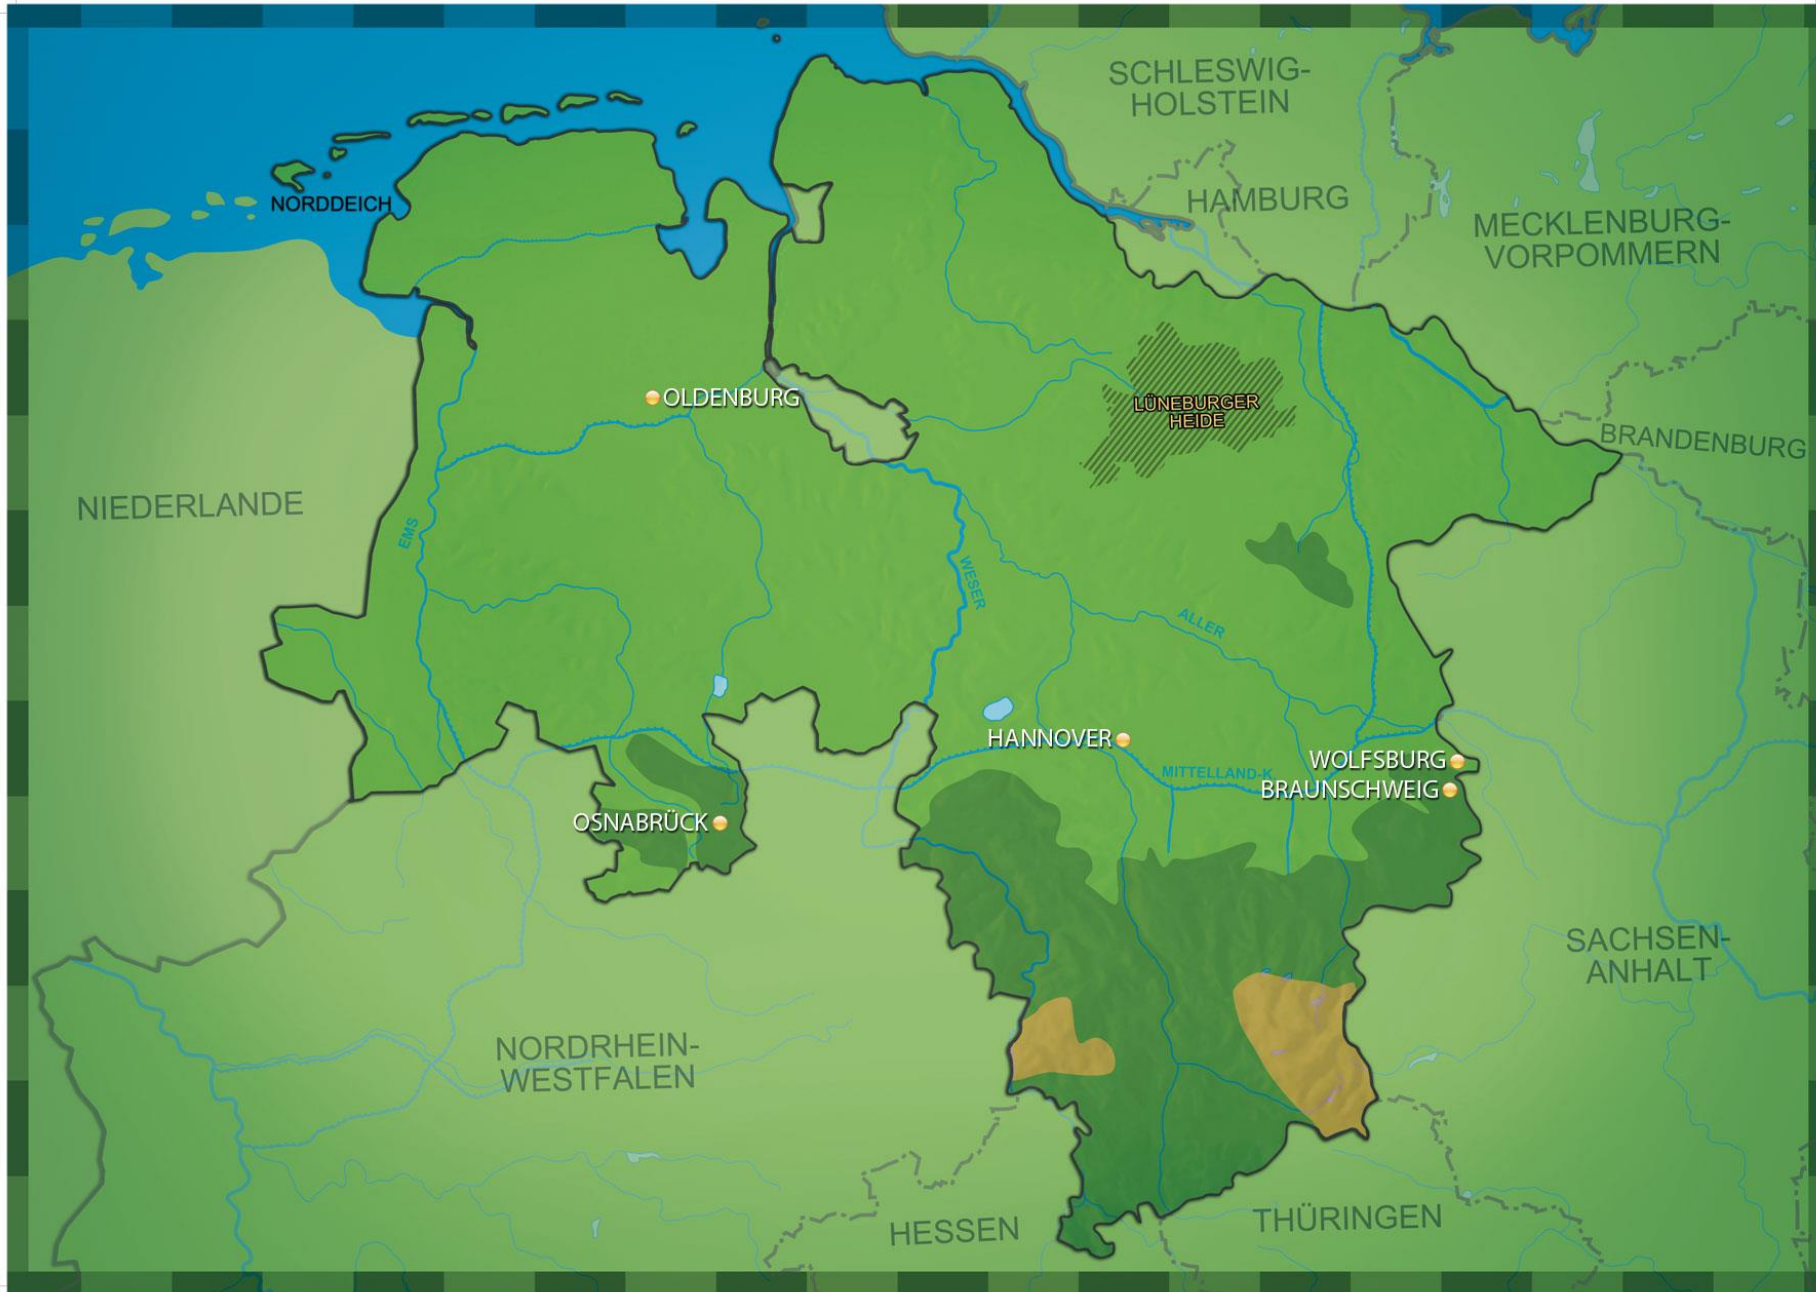 SCHLESWIG-
HOLSTEIN
NORDDEICH
HAMBURG
MECKLENBURG-
VORPOMMERN
OLDENBURG
LÜNEBURGER
HEIDE
BRANDENBURG
NIEDERLANDE
EMS
WESER
ALLER
HANNOVER
WOLFSBURG
MITTELLAND-K.
BRAUNSCHWEIG
OSNABRÜCK
SACHSEN-
ANHALT
NORDRHEIN-
WESTFALEN
HESSEN
THÜRINGEN